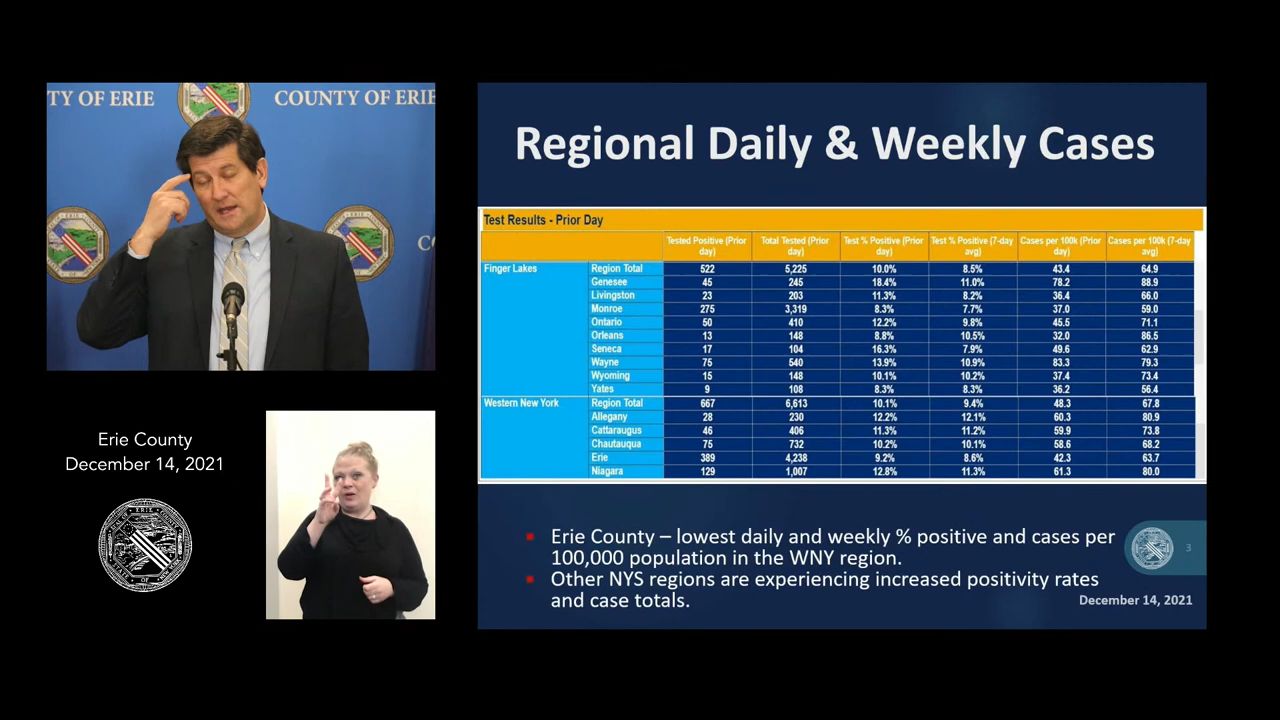 TY OF ERIE
COUNTY OF ERIE
Regional Daily & Weekly Cases
Test Results - Prior Day
Tested Positive (Prior day) Total Tested (Prior day) Test % Positive (Prior day) Test % Positive (7-day avg) Cases per 100k (Prior day) Cases per 100k (7-day avg)
Finger Lakes Region Total 522 5,225 10.0% 8.5% 43.4 64.9
Genesee 45 245 18.4% 11.0% 78.2 88.9
Livingston 23 203 11.3% 8.2% 36.4 66.0
Monroe 275 3,319 8.3% 7.7% 37.0 59.0
Ontario 50 410 12.2% 9.8% 45.5 71.1
Orleans 13 148 8.8% 10.5% 32.0 86.5
Seneca 17 104 16.3% 7.9% 49.6 62.9
Wayne 75 540 13.9% 10.9% 83.3 79.3
Wyoming 15 148 10.1% 10.2% 37.4 73.4
Yates 9 108 8.3% 8.3% 36.2 56.4
Western New York Region Total 667 6,613 10.1% 9.4% 48.3 67.8
Allegany 28 230 12.2% 12.1% 60.3 80.9
Cattaraugus 46 406 11.3% 11.2% 59.9 73.8
Chautauqua 75 732 10.2% 10.1% 58.6 68.2
Erie 389 4,238 9.2% 8.6% 42.3 63.7
Niagara 129 1,007 12.8% 11.3% 61.3 80.0
Erie County
December 14, 2021
▪ Erie County – lowest daily and weekly % positive and cases per
100,000 population in the WNY region.
▪ Other NYS regions are experiencing increased positivity rates
and case totals.
3
December 14, 2021